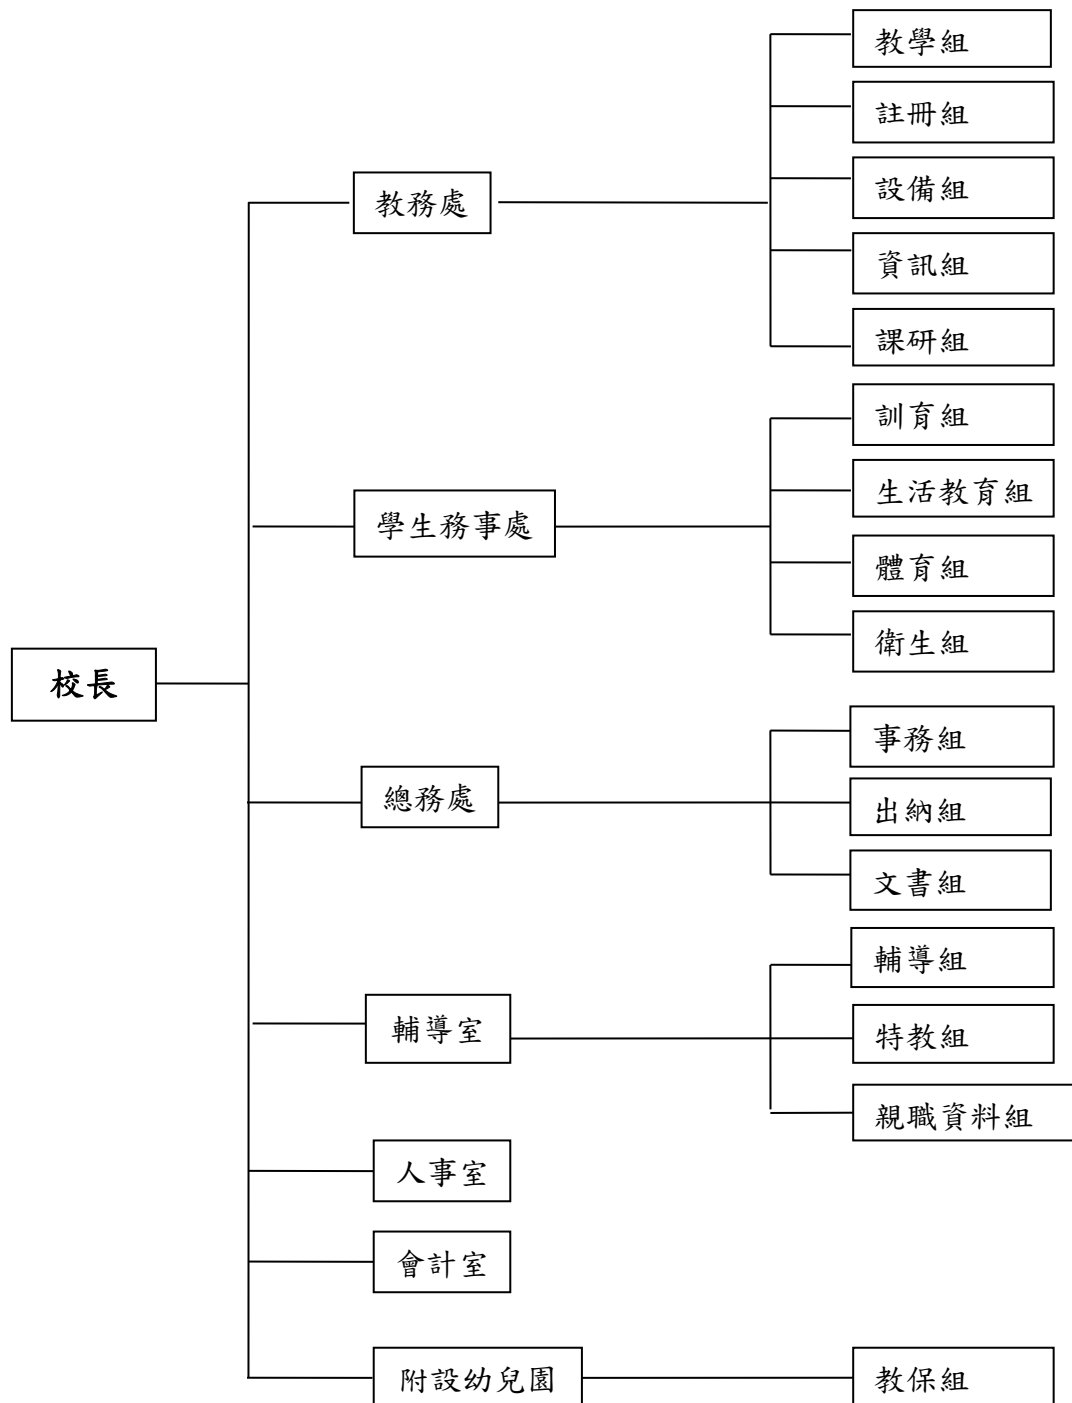 校長
教務處
教學組
註冊組
設備組
資訊組
課研組
學生務事處
訓育組
生活教育組
體育組
衛生組
總務處
事務組
出納組
文書組
輔導室
輔導組
特教組
親職資料組
人事室
會計室
附設幼兒園
教保組